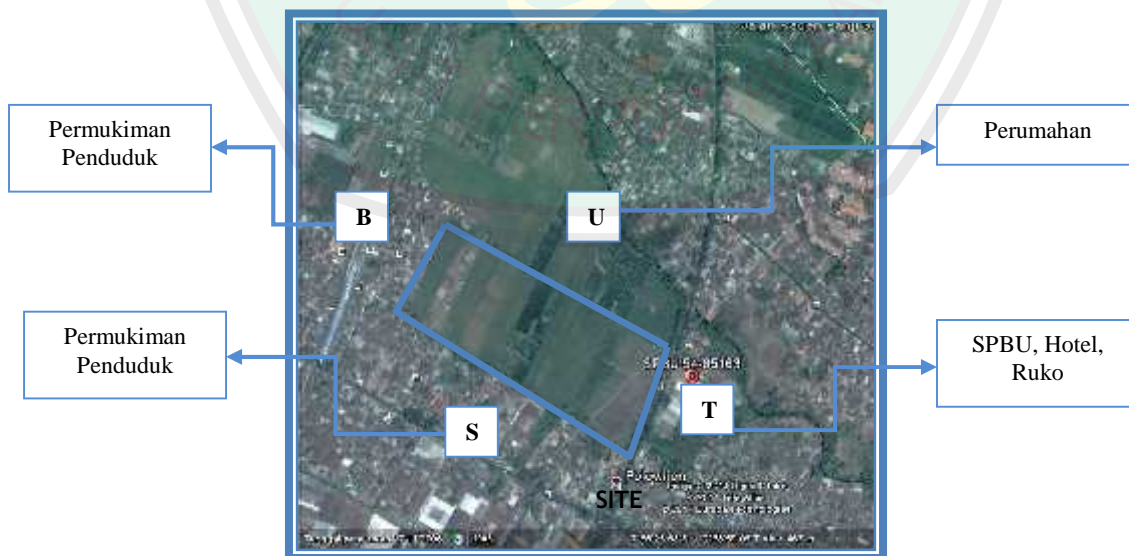 Permukiman
Penduduk
Perumahan
B
U
Permukiman
Penduduk
SPBU, Hotel,
Ruko
T
S
SITE